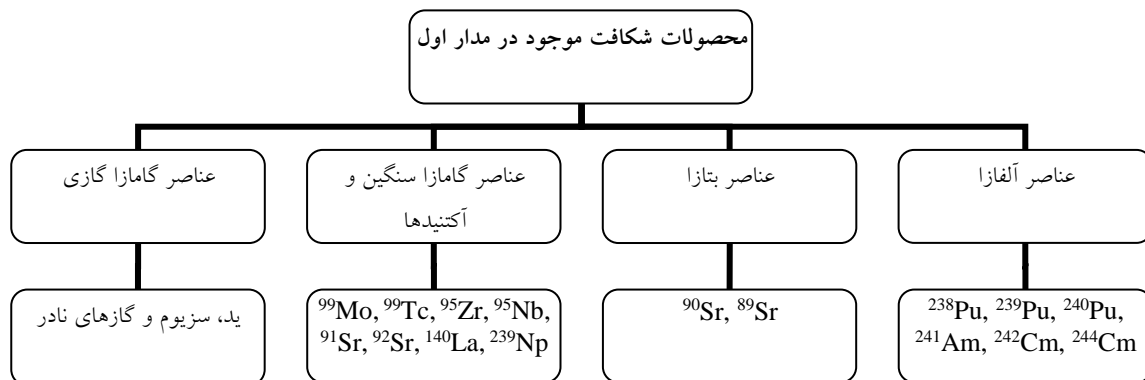 محصولات شکافت موجود در مدار اول
عناصر آلفازا
عناصر بتازا
عناصر گامازا سنگین و
آکتنیدها
عناصر گامازا گازی
²³⁸Pu, ²³⁹Pu, ²⁴⁰Pu,
²⁴¹Am, ²⁴²Cm, ²⁴⁴Cm
⁹⁰Sr, ⁸⁹Sr
⁹⁹Mo, ⁹⁹Tc, ⁹⁵Zr, ⁹⁵Nb,
⁹¹Sr, ⁹²Sr, ¹⁴⁰La, ²³⁹Np
ید، سزیوم و گازهای نادر